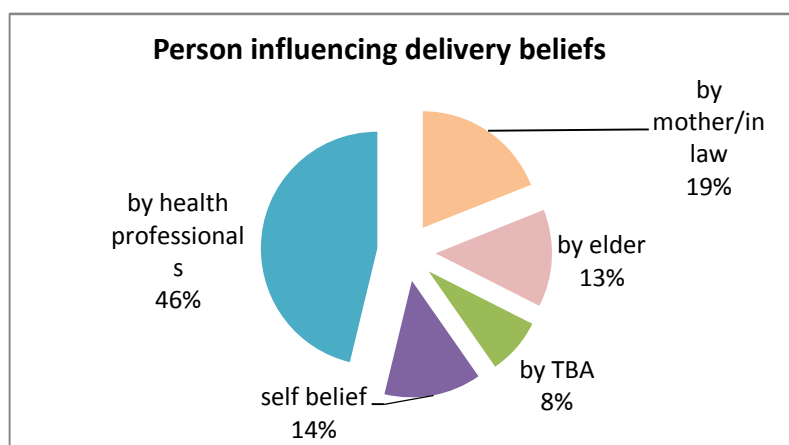 Person influencing delivery beliefs
by
mother/in
law
19%
by elder
13%
by TBA
8%
self belief
14%
by health
professional
s
46%